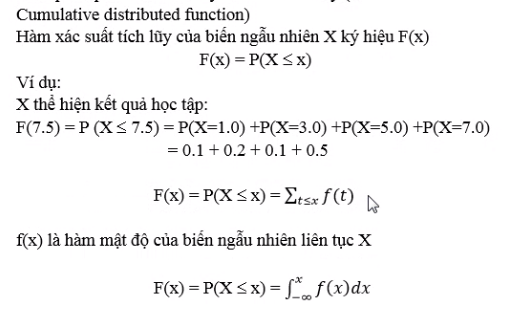 Cumulative distributed function)
Hàm xác suất tích lũy của biến ngẫu nhiên X ký hiệu F(x)
F(x) = P(X ≤ x)
Ví dụ:
X thể hiện kết quả học tập:
F(7.5) = P (X ≤ 7.5) = P(X=1.0) +P(X=3.0) +P(X=5.0) +P(X=7.0)
= 0.1 + 0.2 + 0.1 + 0.5
F(x) = P(X ≤ x) = ∑t≤x f(t)
f(x) là hàm mật độ của biến ngẫu nhiên liên tục X
F(x) = P(X ≤ x) = ∫−∞x f(x)dx